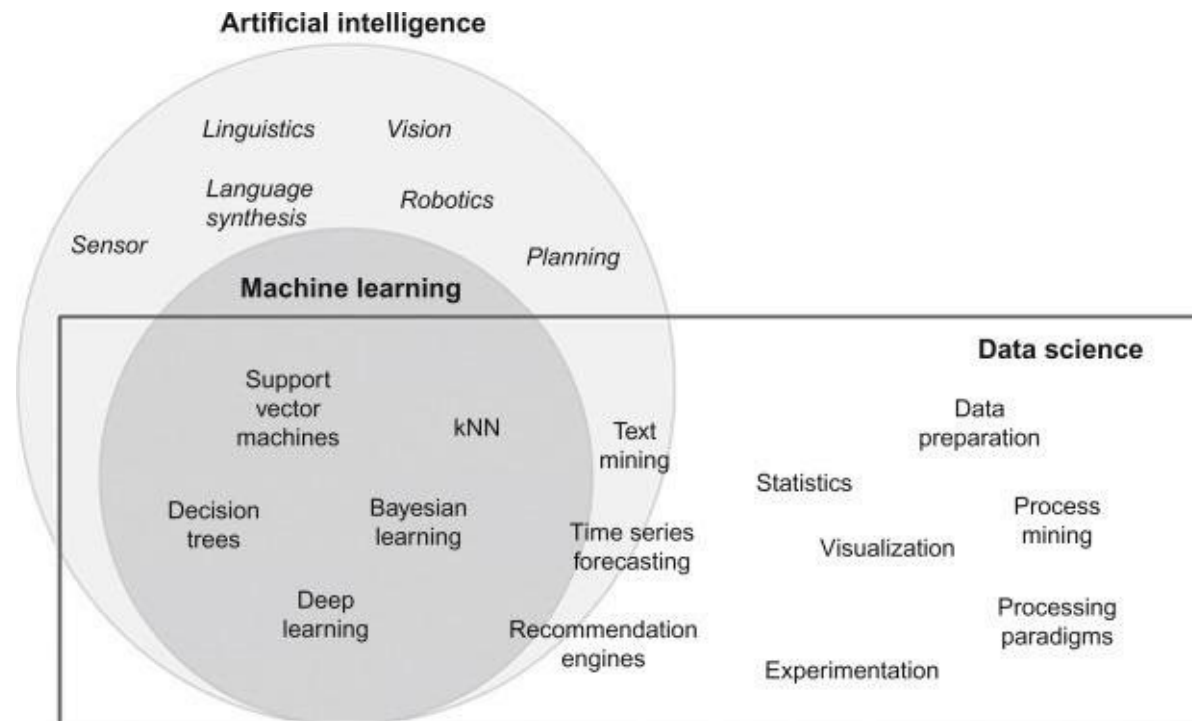 Artificial intelligence
Linguistics
Vision
Language
synthesis
Robotics
Sensor
Planning
Machine learning
Data science
Support
vector
machines
kNN
Text
mining
Data
preparation
Statistics
Decision
trees
Bayesian
learning
Time series
forecasting
Visualization
Process
mining
Deep
learning
Recommendation
engines
Processing
paradigms
Experimentation